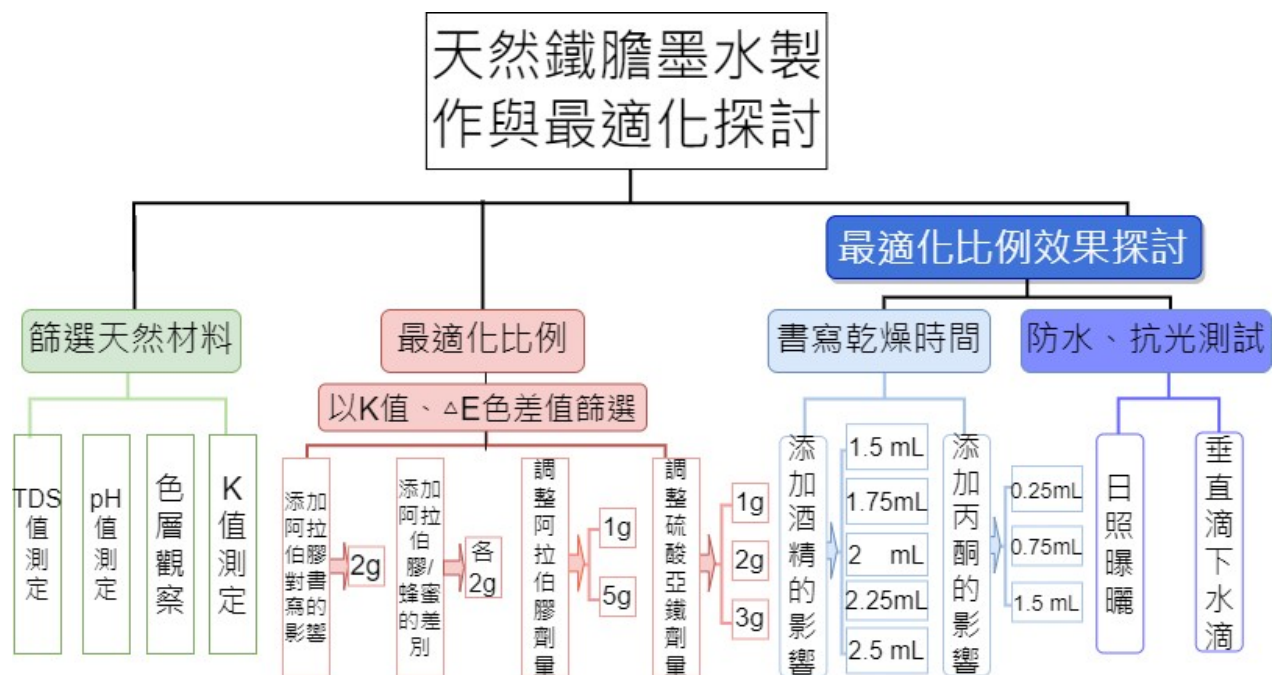 天然鐵膽墨水製
作與最適化探討
最適化比例效果探討
篩選天然材料
最適化比例
書寫乾燥時間
防水、抗光測試
以K值、△E色差值篩選
TDS值測定
pH值測定
色層觀察
K值測定
添加阿拉伯膠對書寫的影響
2g
添加阿拉伯膠/蜂蜜的差別
各2g
調整阿拉伯膠劑量
1g
5g
調整硫酸亞鐵劑量
1g
2g
3g
添加酒精的影響
1.5 mL
1.75mL
2 mL
2.25mL
2.5 mL
添加丙酮的影響
0.25mL
0.75mL
1.5 mL
日照曝曬
垂直滴下水滴